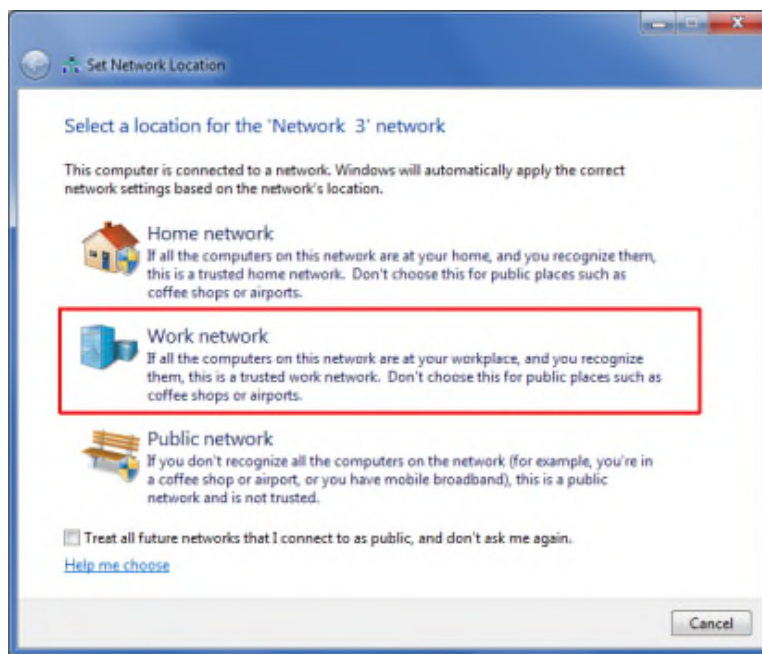 Set Network Location
Select a location for the 'Network 3' network
This computer is connected to a network. Windows will automatically apply the correct
network settings based on the network's location.
Home network
If all the computers on this network are at your home, and you recognize them,
this is a trusted home network. Don't choose this for public places such as
coffee shops or airports.
Work network
If all the computers on this network are at your workplace, and you recognize
them, this is a trusted work network. Don't choose this for public places such as
coffee shops or airports.
Public network
If you don't recognize all the computers on the network (for example, you're in
a coffee shop or airport, or you have mobile broadband), this is a public
network and is not trusted.
Treat all future networks that I connect to as public, and don't ask me again.
Help me choose
Cancel